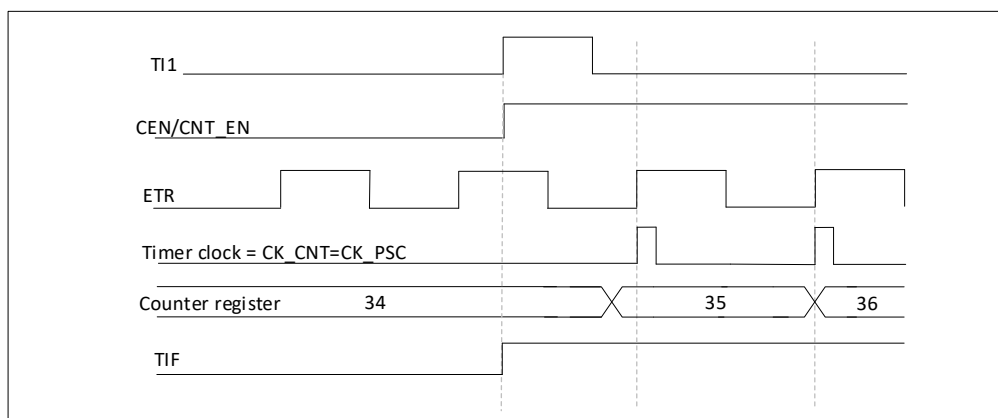 TI1
CEN/CNT_EN
ETR
Timer clock = CK_CNT=CK_PSC
Counter register 34 35 36
TIF